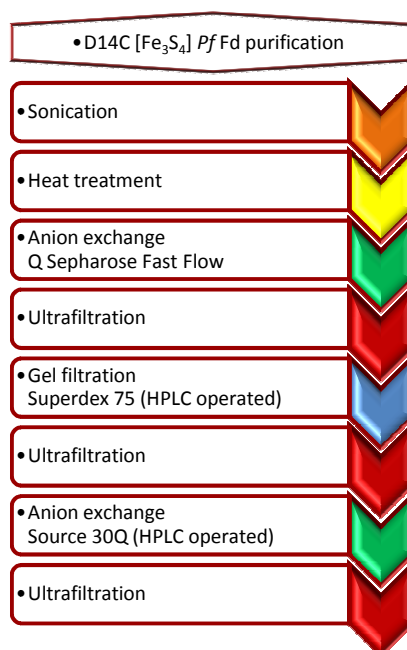 •D14C [Fe₃S₄] Pf Fd purification
•Sonication
•Heat treatment
•Anion exchange
Q Sepharose Fast Flow
•Ultrafiltration
•Gel filtration
Superdex 75 (HPLC operated)
•Ultrafiltration
•Anion exchange
Source 30Q (HPLC operated)
•Ultrafiltration